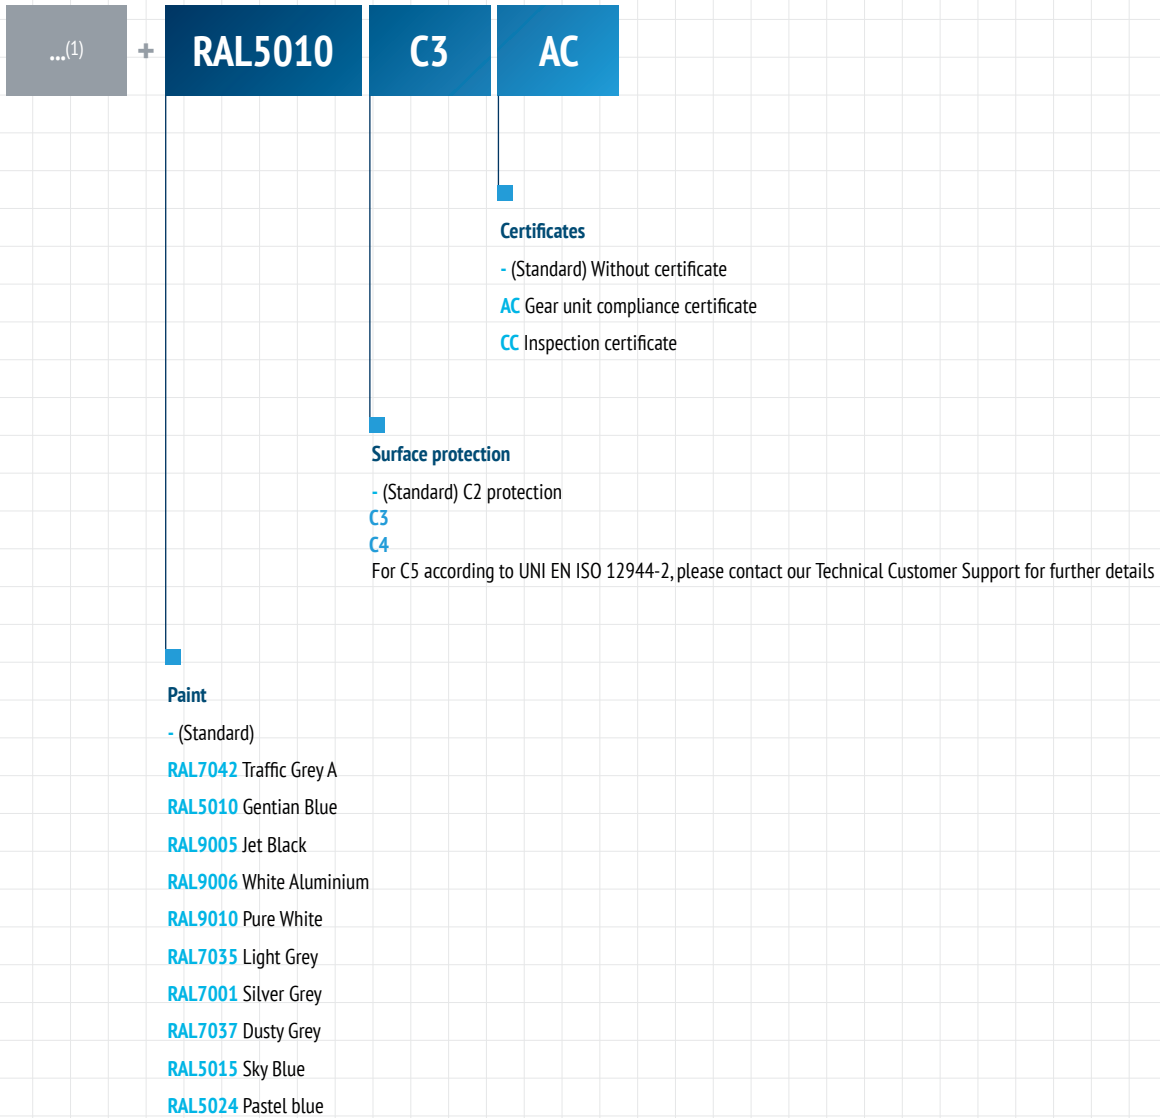 ...(1) + RAL5010 C3 AC
Certificates
- (Standard) Without certificate
AC Gear unit compliance certificate
CC Inspection certificate
Surface protection
- (Standard) C2 protection
C3
C4
For C5 according to UNI EN ISO 12944-2, please contact our Technical Customer Support for further details
Paint
- (Standard)
RAL7042 Traffic Grey A
RAL5010 Gentian Blue
RAL9005 Jet Black
RAL9006 White Aluminium
RAL9010 Pure White
RAL7035 Light Grey
RAL7001 Silver Grey
RAL7037 Dusty Grey
RAL5015 Sky Blue
RAL5024 Pastel blue